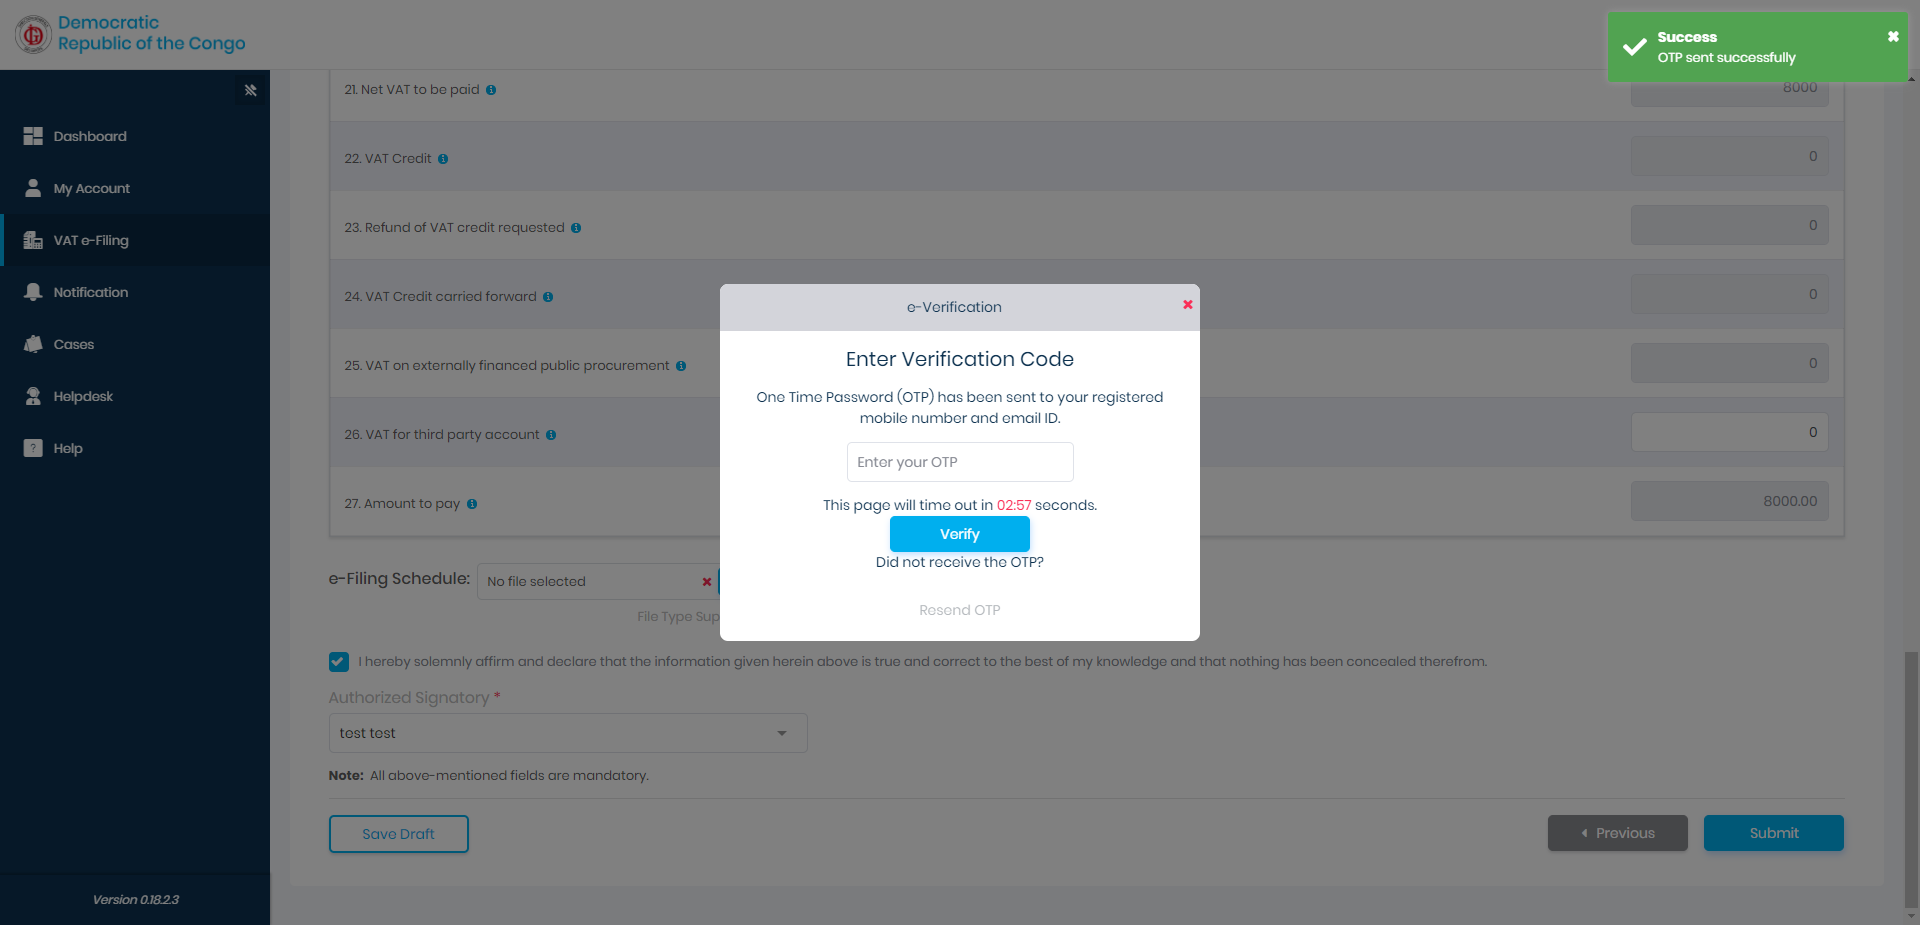 Democratic
Republic of the Congo
Success
OTP sent successfully
Dashboard
My Account
VAT e-Filing
Notification
Cases
Helpdesk
Help
Version 0.18.2.3
21. Net VAT to be paid
8000
22. VAT Credit
0
23. Refund of VAT credit requested
0
24. VAT Credit carried forward
0
25. VAT on externally financed public procurement
0
26. VAT for third party account
0
27. Amount to pay
8000.00
e-Verification
Enter Verification Code
One Time Password (OTP) has been sent to your registered
mobile number and email ID.
Enter your OTP
This page will time out in 02:57 seconds.
Verify
Did not receive the OTP?
Resend OTP
e-Filing Schedule: No file selected
File Type Sup
I hereby solemnly affirm and declare that the information given herein above is true and correct to the best of my knowledge and that nothing has been concealed therefrom.
Authorized Signatory *
test test
Note: All above-mentioned fields are mandatory.
Save Draft
Previous
Submit